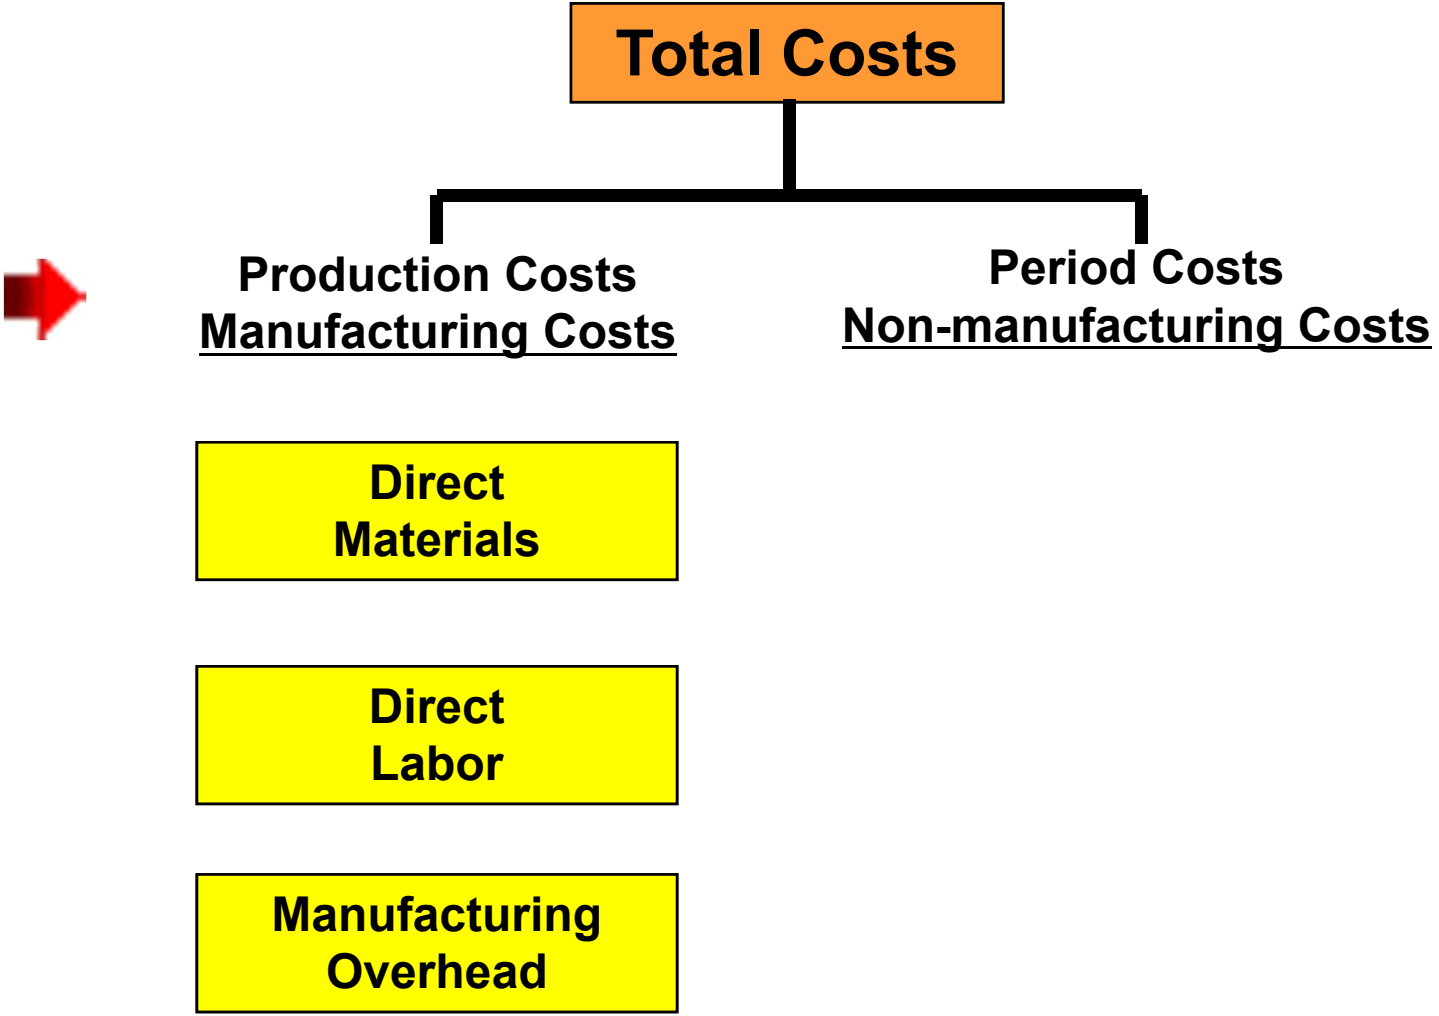 Total Costs
Production Costs
Manufacturing Costs
Period Costs
Non-manufacturing Costs
Direct
Materials
Direct
Labor
Manufacturing
Overhead